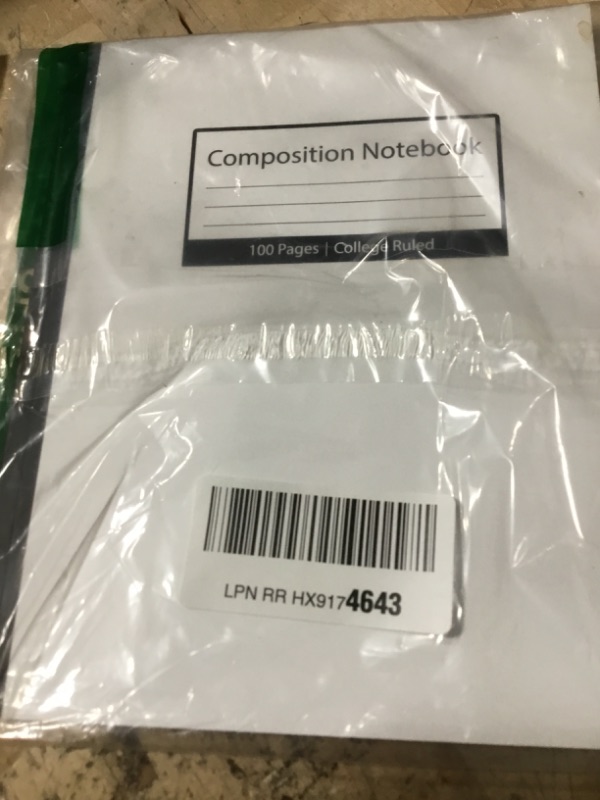 Composition Notebook
100 Pages | College Ruled
LPN RR HX9174643